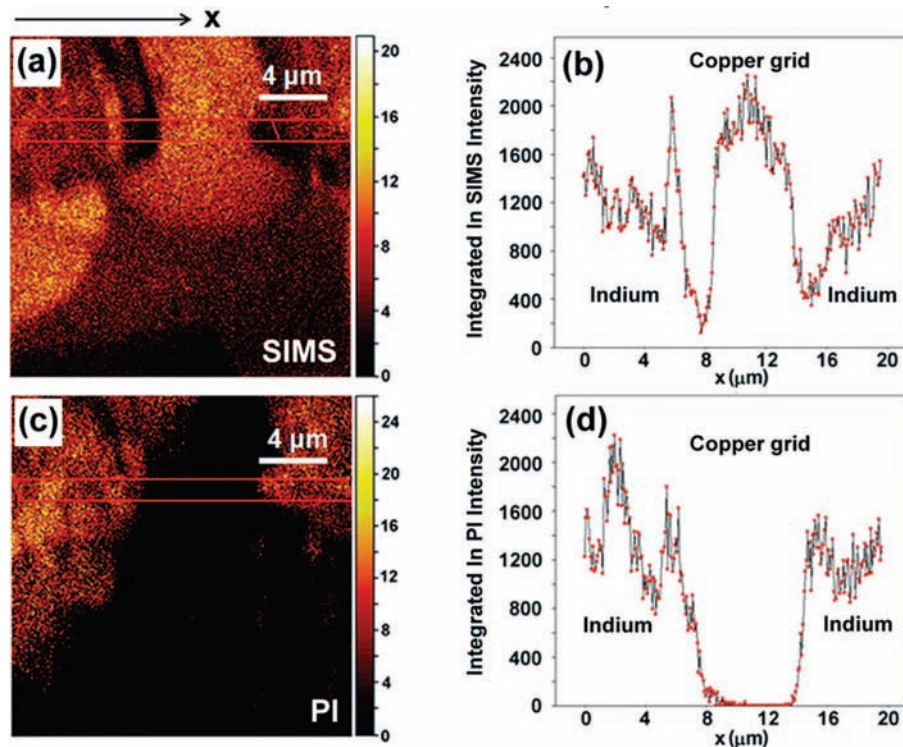 x
(a)
4 µm
SIMS
20
16
12
8
4
0
(b)
Copper grid
Integrated In SIMS Intensity
2400
2000
1600
1200
800
400
0
Indium
Indium
0 4 8 12 16 20
x (µm)
(c)
4 µm
PI
24
20
16
12
8
4
0
(d)
Copper grid
Integrated In PI Intensity
2400
2000
1600
1200
800
400
0
Indium
Indium
0 4 8 12 16 20
x (µm)